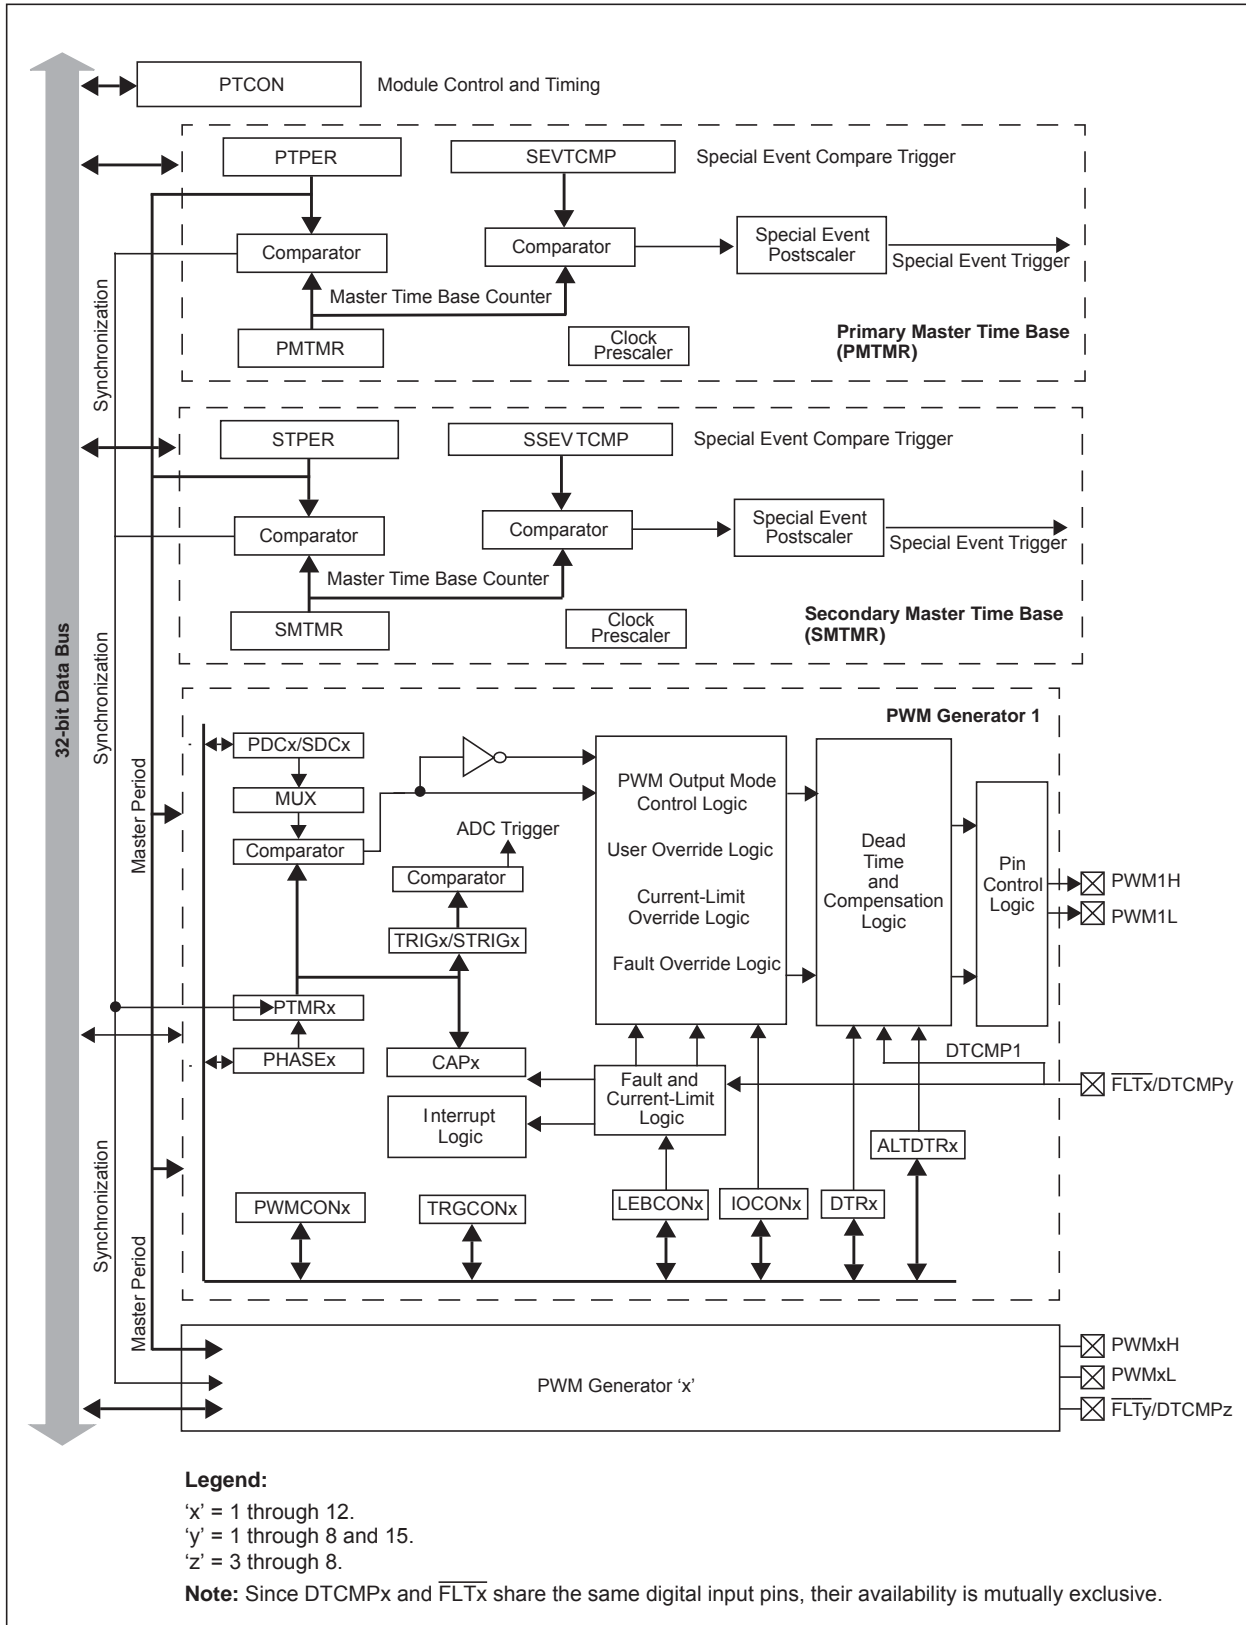 PTCON
Module Control and Timing
PTPER
SEVTCMP
Special Event Compare Trigger
Comparator
Comparator
Special Event
Postscaler
Special Event Trigger
Master Time Base Counter
PMTMR
Clock
Prescaler
Primary Master Time Base
(PMTMR)
Synchronization
STPER
SSEVTCMP
Special Event Compare Trigger
Comparator
Comparator
Special Event
Postscaler
Special Event Trigger
Master Time Base Counter
SMTMR
Clock
Prescaler
Secondary Master Time Base
(SMTMR)
32-bit Data Bus
Synchronization
Master Period
PWM Generator 1
PDCx/SDCx
MUX
Comparator
ADC Trigger
Comparator
TRIGx/STRIGx
PTMRx
PHASEx
CAPx
Interrupt
Logic
PWM Output Mode
Control Logic
User Override Logic
Current-Limit
Override Logic
Fault Override Logic
Dead
Time
and
Compensation
Logic
Pin
Control
Logic
PWM1H
PWM1L
DTCMP1
Fault and
Current-Limit
Logic
FLTx/DTCMPy
ALTDTRx
PWMCONx
TRGCONx
LEBCONx
IOCONx
DTRx
Synchronization
Master Period
PWM Generator ‘x’
PWMxH
PWMxL
FLTy/DTCMPz
Legend:
‘x’ = 1 through 12.
‘y’ = 1 through 8 and 15.
‘z’ = 3 through 8.
Note: Since DTCMPx and FLTx share the same digital input pins, their availability is mutually exclusive.